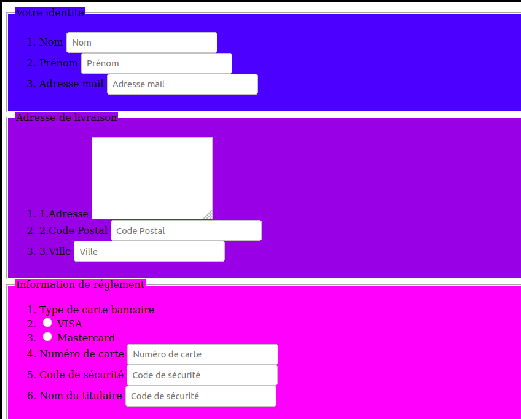 Votre identité
1. Nom Nom
2. Prénom Prénom
3. Adresse mail Adresse mail
Adresse de livraison
1. 1.Adresse
2. 2.Code Postal Code Postal
3. 3.Ville Ville
Information de réglement
1. Type de carte bancaire
2. VISA
3. Mastercard
4. Numéro de carte Numéro de carte
5. Code de sécurité Code de sécurité
6. Nom du titulaire Code de sécurité